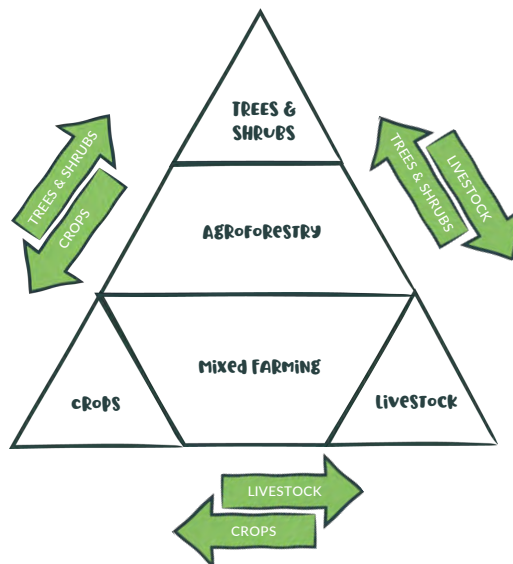 TREES &
SHRUBS
TREES & SHRUBS
CROPS
TREES & SHRUBS
LIVESTOCK
AGROFORESTRY
MIXED FARMING
CROPS
LIVESTOCK
LIVESTOCK
CROPS